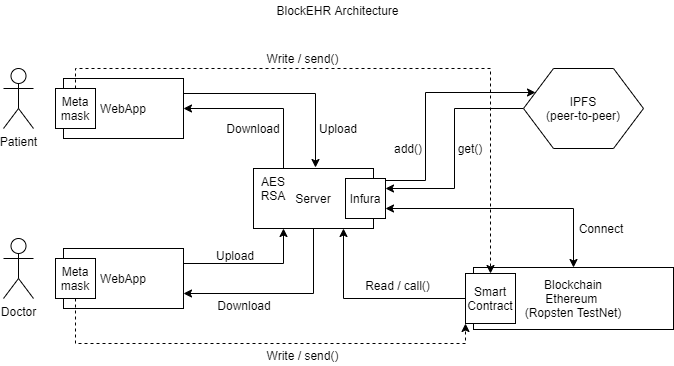 BlockEHR Architecture
Write / send()
Meta
mask
WebApp
Patient
Download
Upload
add()
get()
IPFS
(peer-to-peer)
AES
RSA
Server
Infura
Connect
Meta
mask
WebApp
Doctor
Upload
Download
Read / call()
Smart
Contract
Blockchain
Ethereum
(Ropsten TestNet)
Write / send()